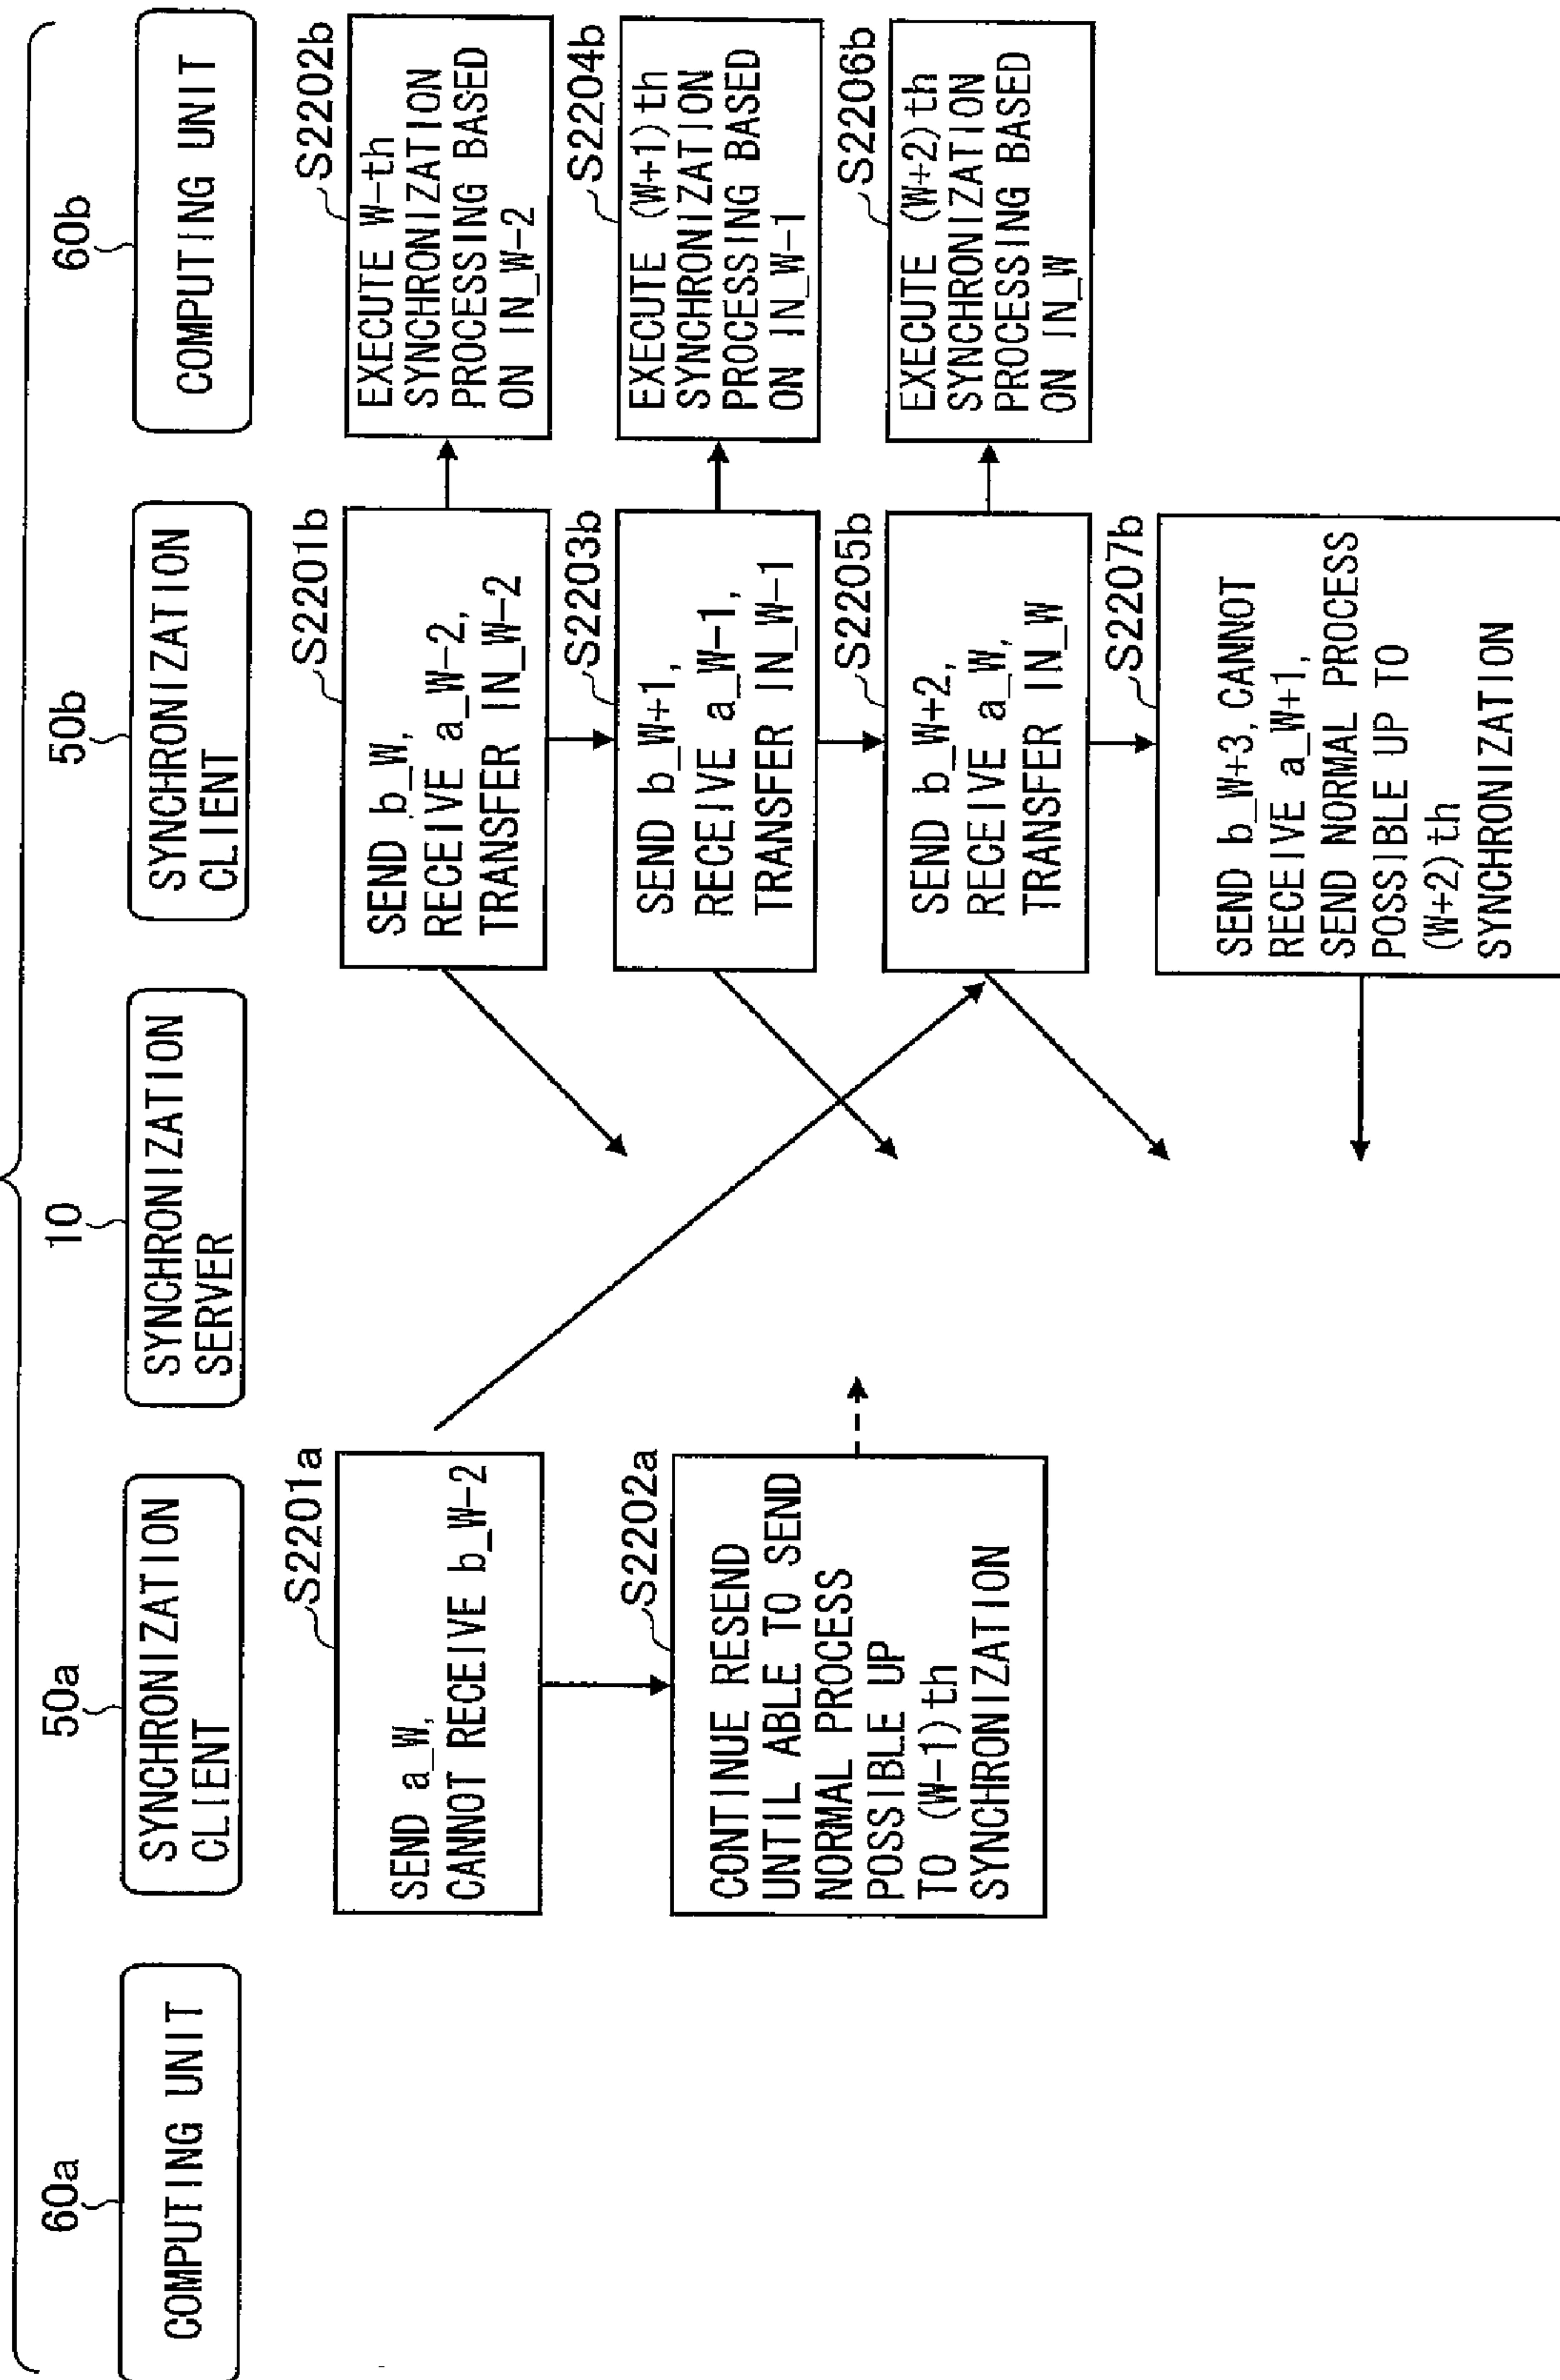 60a
COMPUTING UNIT
50a
SYNCHRONIZATION
CLIENT
10
SYNCHRONIZATION
SERVER
50b
SYNCHRONIZATION
CLIENT
60b
COMPUTING UNIT
S2201a
SEND a_W,
CANNOT RECEIVE b_W-2
S2202a
CONTINUE RESEND
UNTIL ABLE TO SEND
NORMAL PROCESS
POSSIBLE UP
TO (W-1)th
SYNCHRONIZATION
S2201b
SEND b_W,
RECEIVE a_W-2,
TRANSFER IN_W-2
S2202b
EXECUTE W-th
SYNCHRONIZATION
PROCESSING BASED
ON IN_W-2
S2203b
SEND b_W+1,
RECEIVE a_W-1,
TRANSFER IN_W-1
S2204b
EXECUTE (W+1)th
SYNCHRONIZATION
PROCESSING BASED
ON IN_W-1
S2205b
SEND b_W+2,
RECEIVE a_W,
TRANSFER IN_W
S2206b
EXECUTE (W+2)th
SYNCHRONIZATION
PROCESSING BASED
ON IN_W
S2207b
SEND b_W+3, CANNOT
RECEIVE a_W+1,
SEND NORMAL PROCESS
POSSIBLE UP TO
(W+2)th
SYNCHRONIZATION